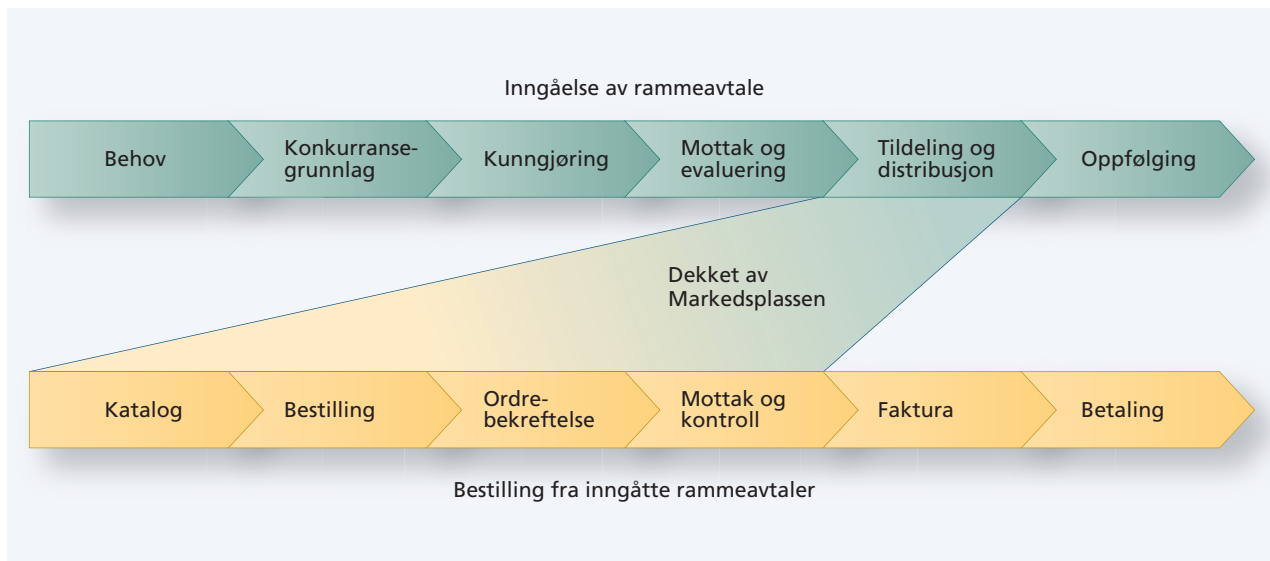 Inngåelse av rammeavtale
Behov
Konkurranse-
grunnlag
Kunngjøring
Mottak og
evaluering
Tildeling og
distribusjon
Oppfølging
Dekket av
Markedsplassen
Katalog
Bestilling
Ordre-
bekreftelse
Mottak og
kontroll
Faktura
Betaling
Bestilling fra inngåtte rammeavtaler